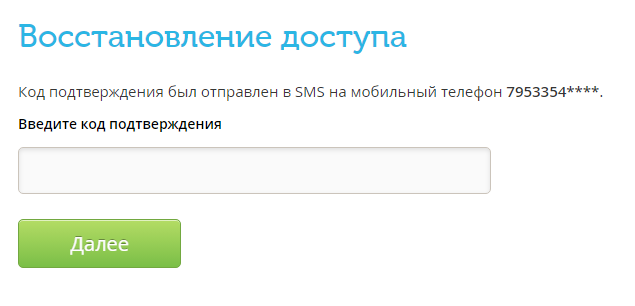 Восстановление доступа
Код подтверждения был отправлен в SMS на мобильный телефон 7953354****.
Введите код подтверждения
Далее